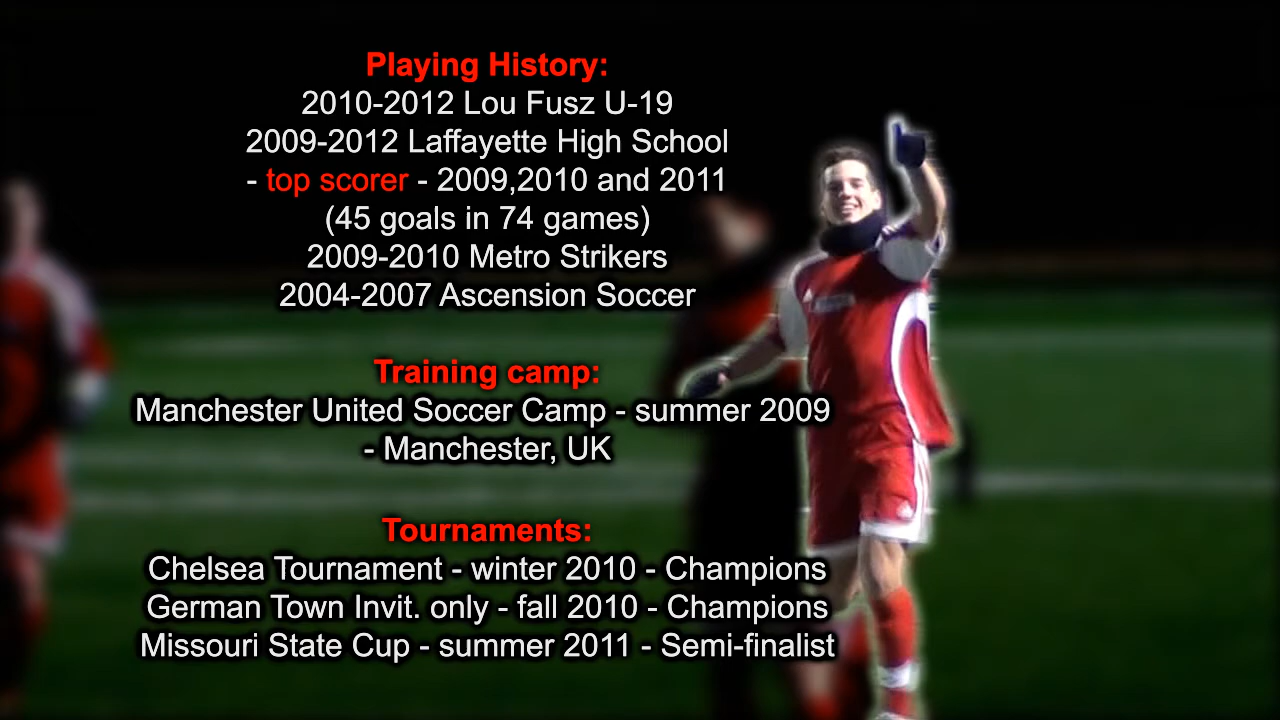 Playing History:
2010-2012 Lou Fusz U-19
2009-2012 Laffayette High School
- top scorer - 2009,2010 and 2011
(45 goals in 74 games)
2009-2010 Metro Strikers
2004-2007 Ascension Soccer
Training camp:
Manchester United Soccer Camp - summer 2009
- Manchester, UK
Tournaments:
Chelsea Tournament - winter 2010 - Champions
German Town Invit. only - fall 2010 - Champions
Missouri State Cup - summer 2011 - Semi-finalist